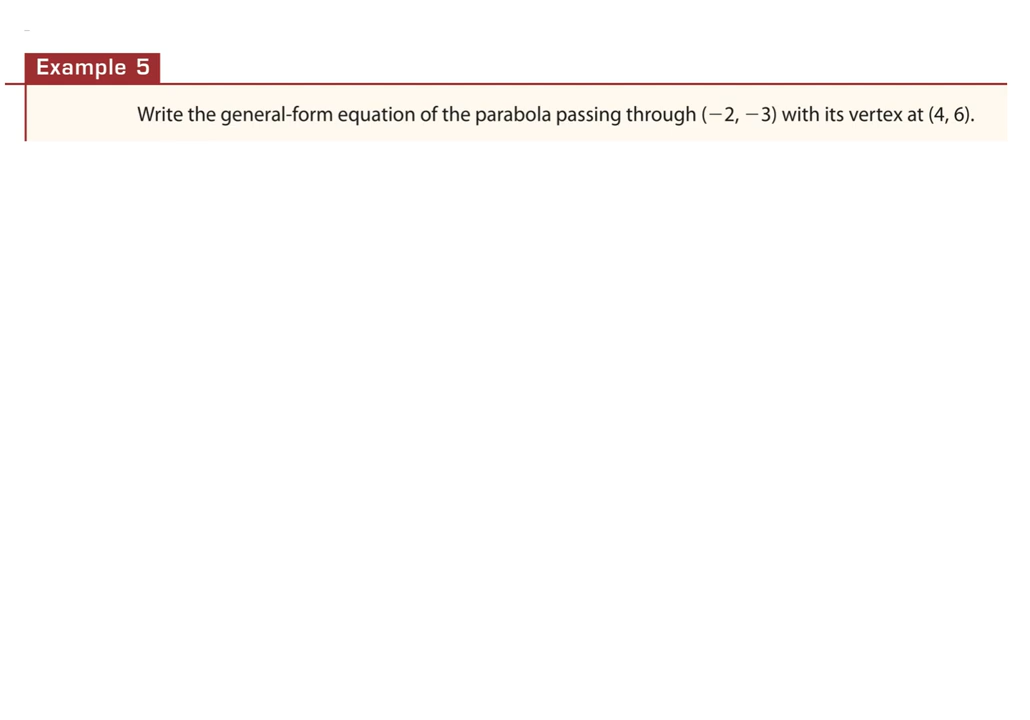 Example 5
Write the general-form equation of the parabola passing through (−2, −3) with its vertex at (4, 6).